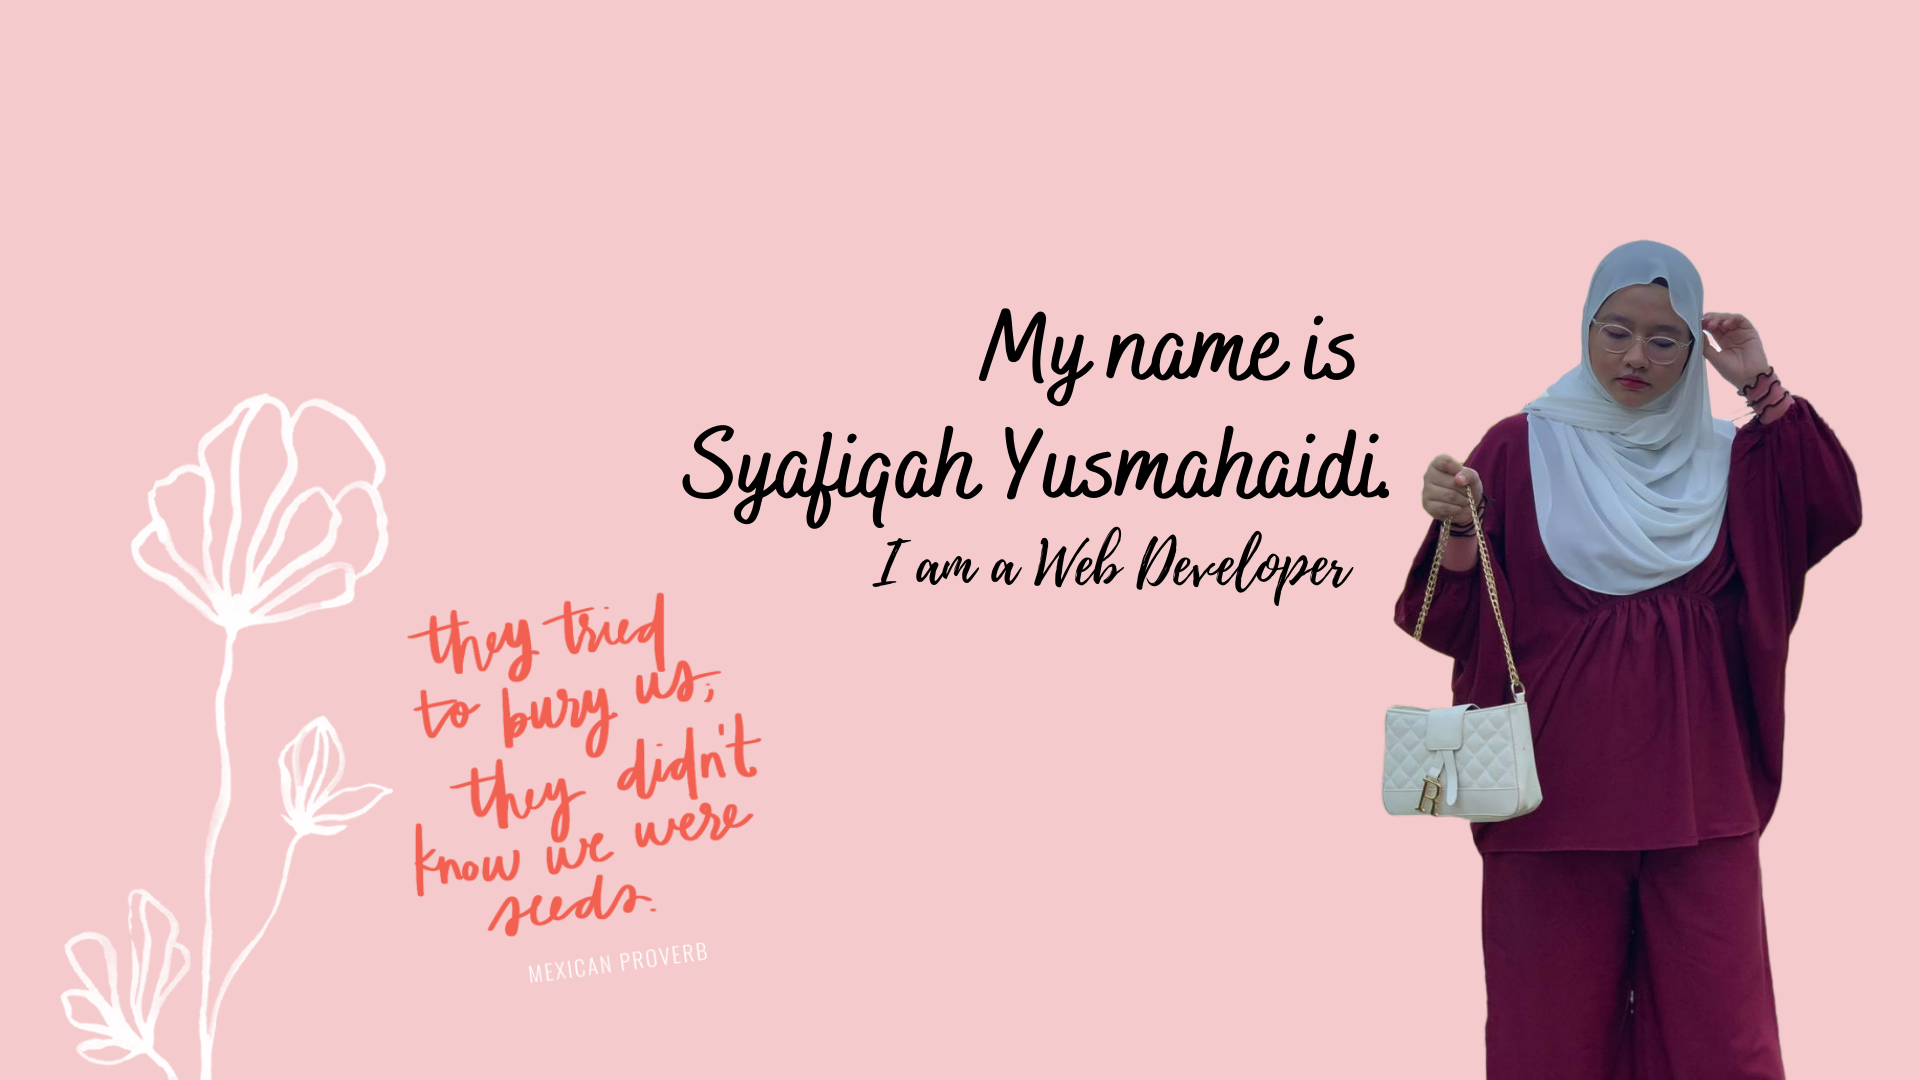 My name is
Syafiqah Yusmahaidi.
I am a Web Developer
they tried
to bury us;
they didn't
know we were
seeds.
MEXICAN PROVERB
R